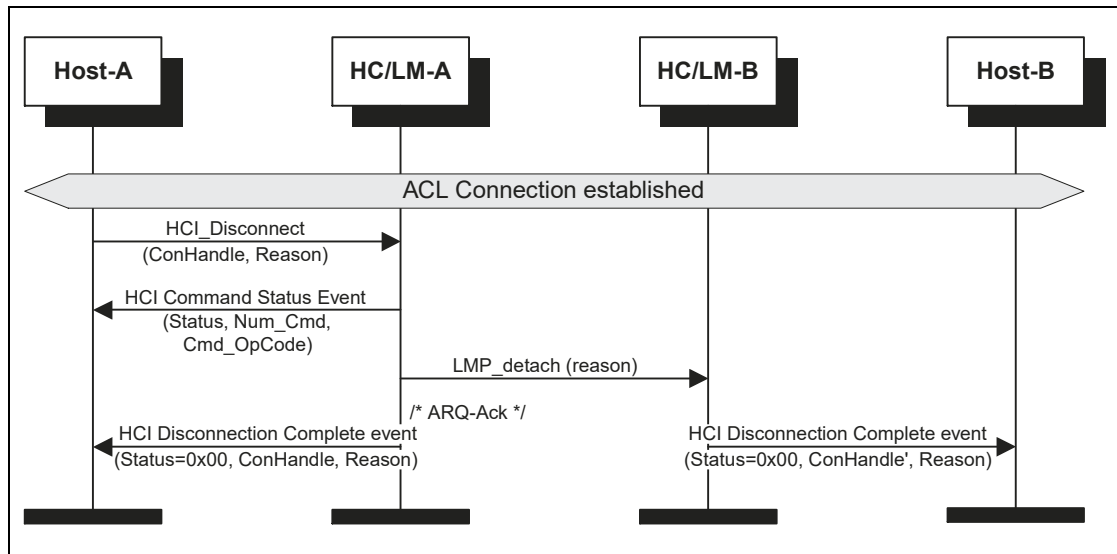 Host-A
HC/LM-A
HC/LM-B
Host-B
ACL Connection established
HCI_Disconnect
(ConHandle, Reason)
HCI Command Status Event
(Status, Num_Cmd,
Cmd_OpCode)
LMP_detach (reason)
/* ARQ-Ack */
HCI Disconnection Complete event
(Status=0x00, ConHandle, Reason)
HCI Disconnection Complete event
(Status=0x00, ConHandle', Reason)